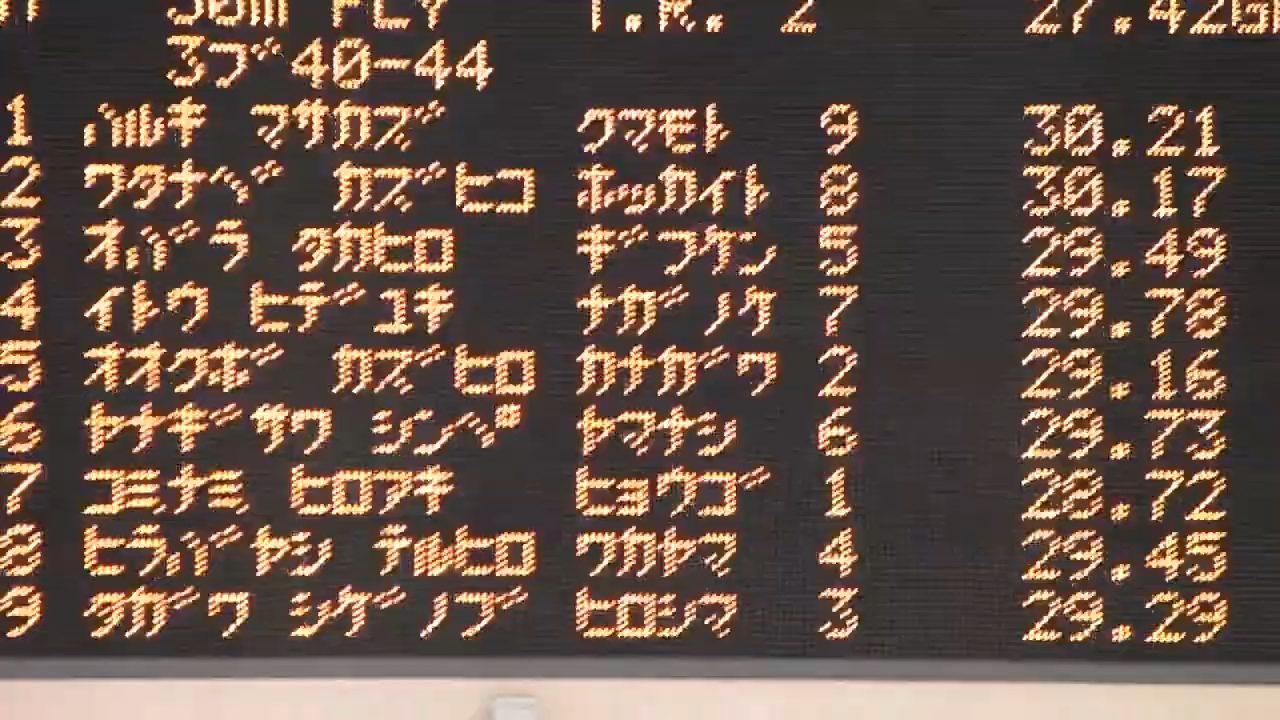 50m FLY T.R. 2 27.42
3ブ 40-44
1 ハルキ マサカズ クマモト 9 30.21
2 ワタナベ カズヒコ ホッカイト 8 30.17
3 オバラ タカヒロ ギフケン 5 29.49
4 イトウ ヒデユキ ナガノケ 7 29.78
5 オオクボ カズヒロ カナガワ 2 29.16
6 ヤナギサワ シンペ ヤマナシ 6 29.73
7 コミナミ ヒロアキ ヒョウゴ 1 28.72
8 ヒラバヤシ テルヒロ ワカヤマ 4 29.45
9 タガワ シゲノブ ヒロシマ 3 29.29